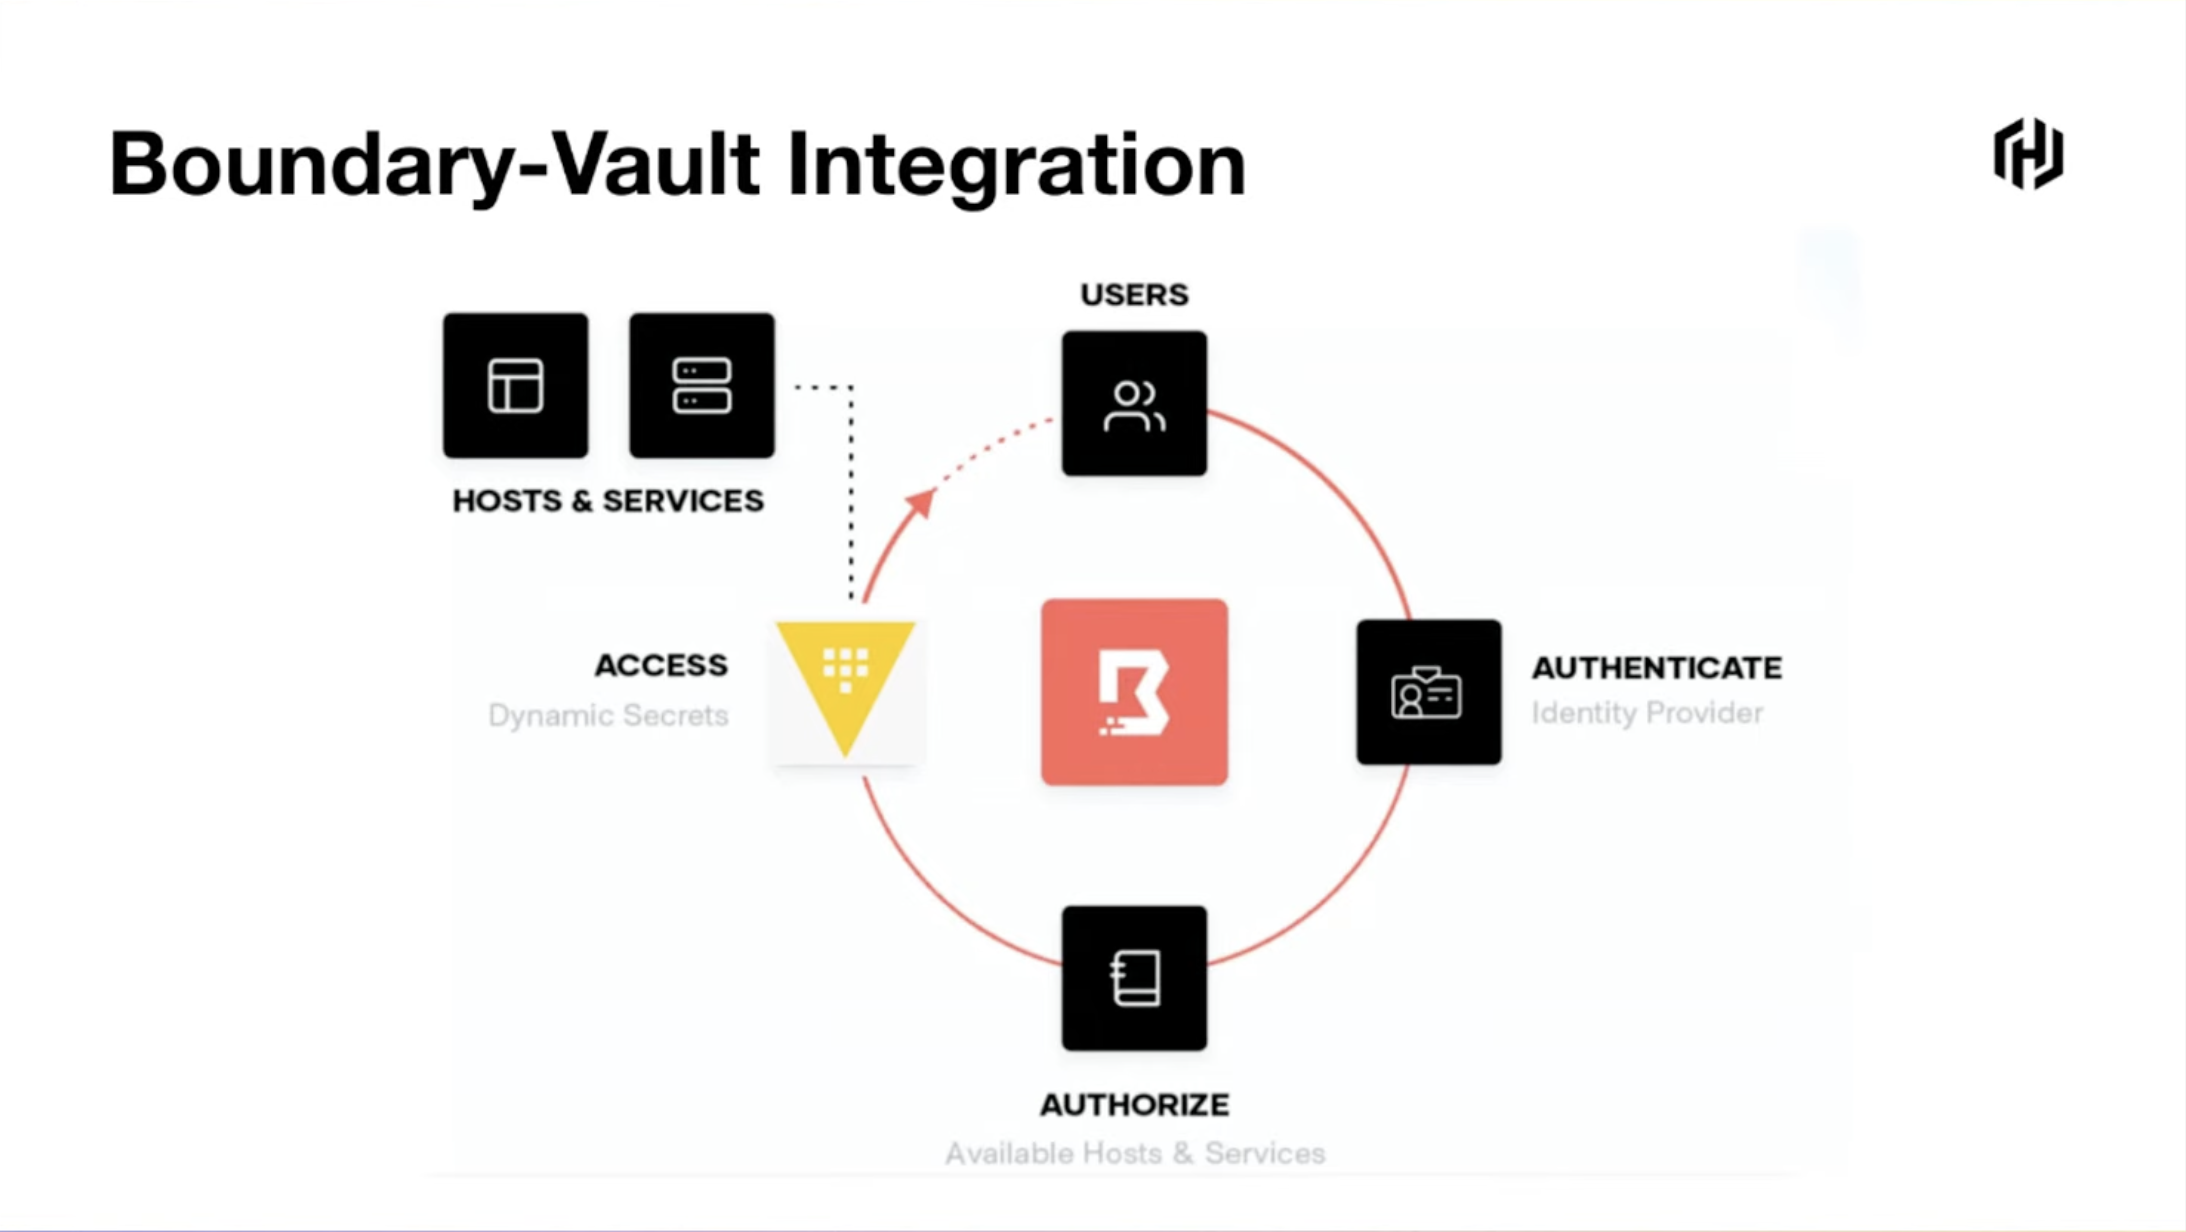 Boundary-Vault Integration
USERS
HOSTS & SERVICES
ACCESS
Dynamic Secrets
AUTHENTICATE
Identity Provider
AUTHORIZE
Available Hosts & Services